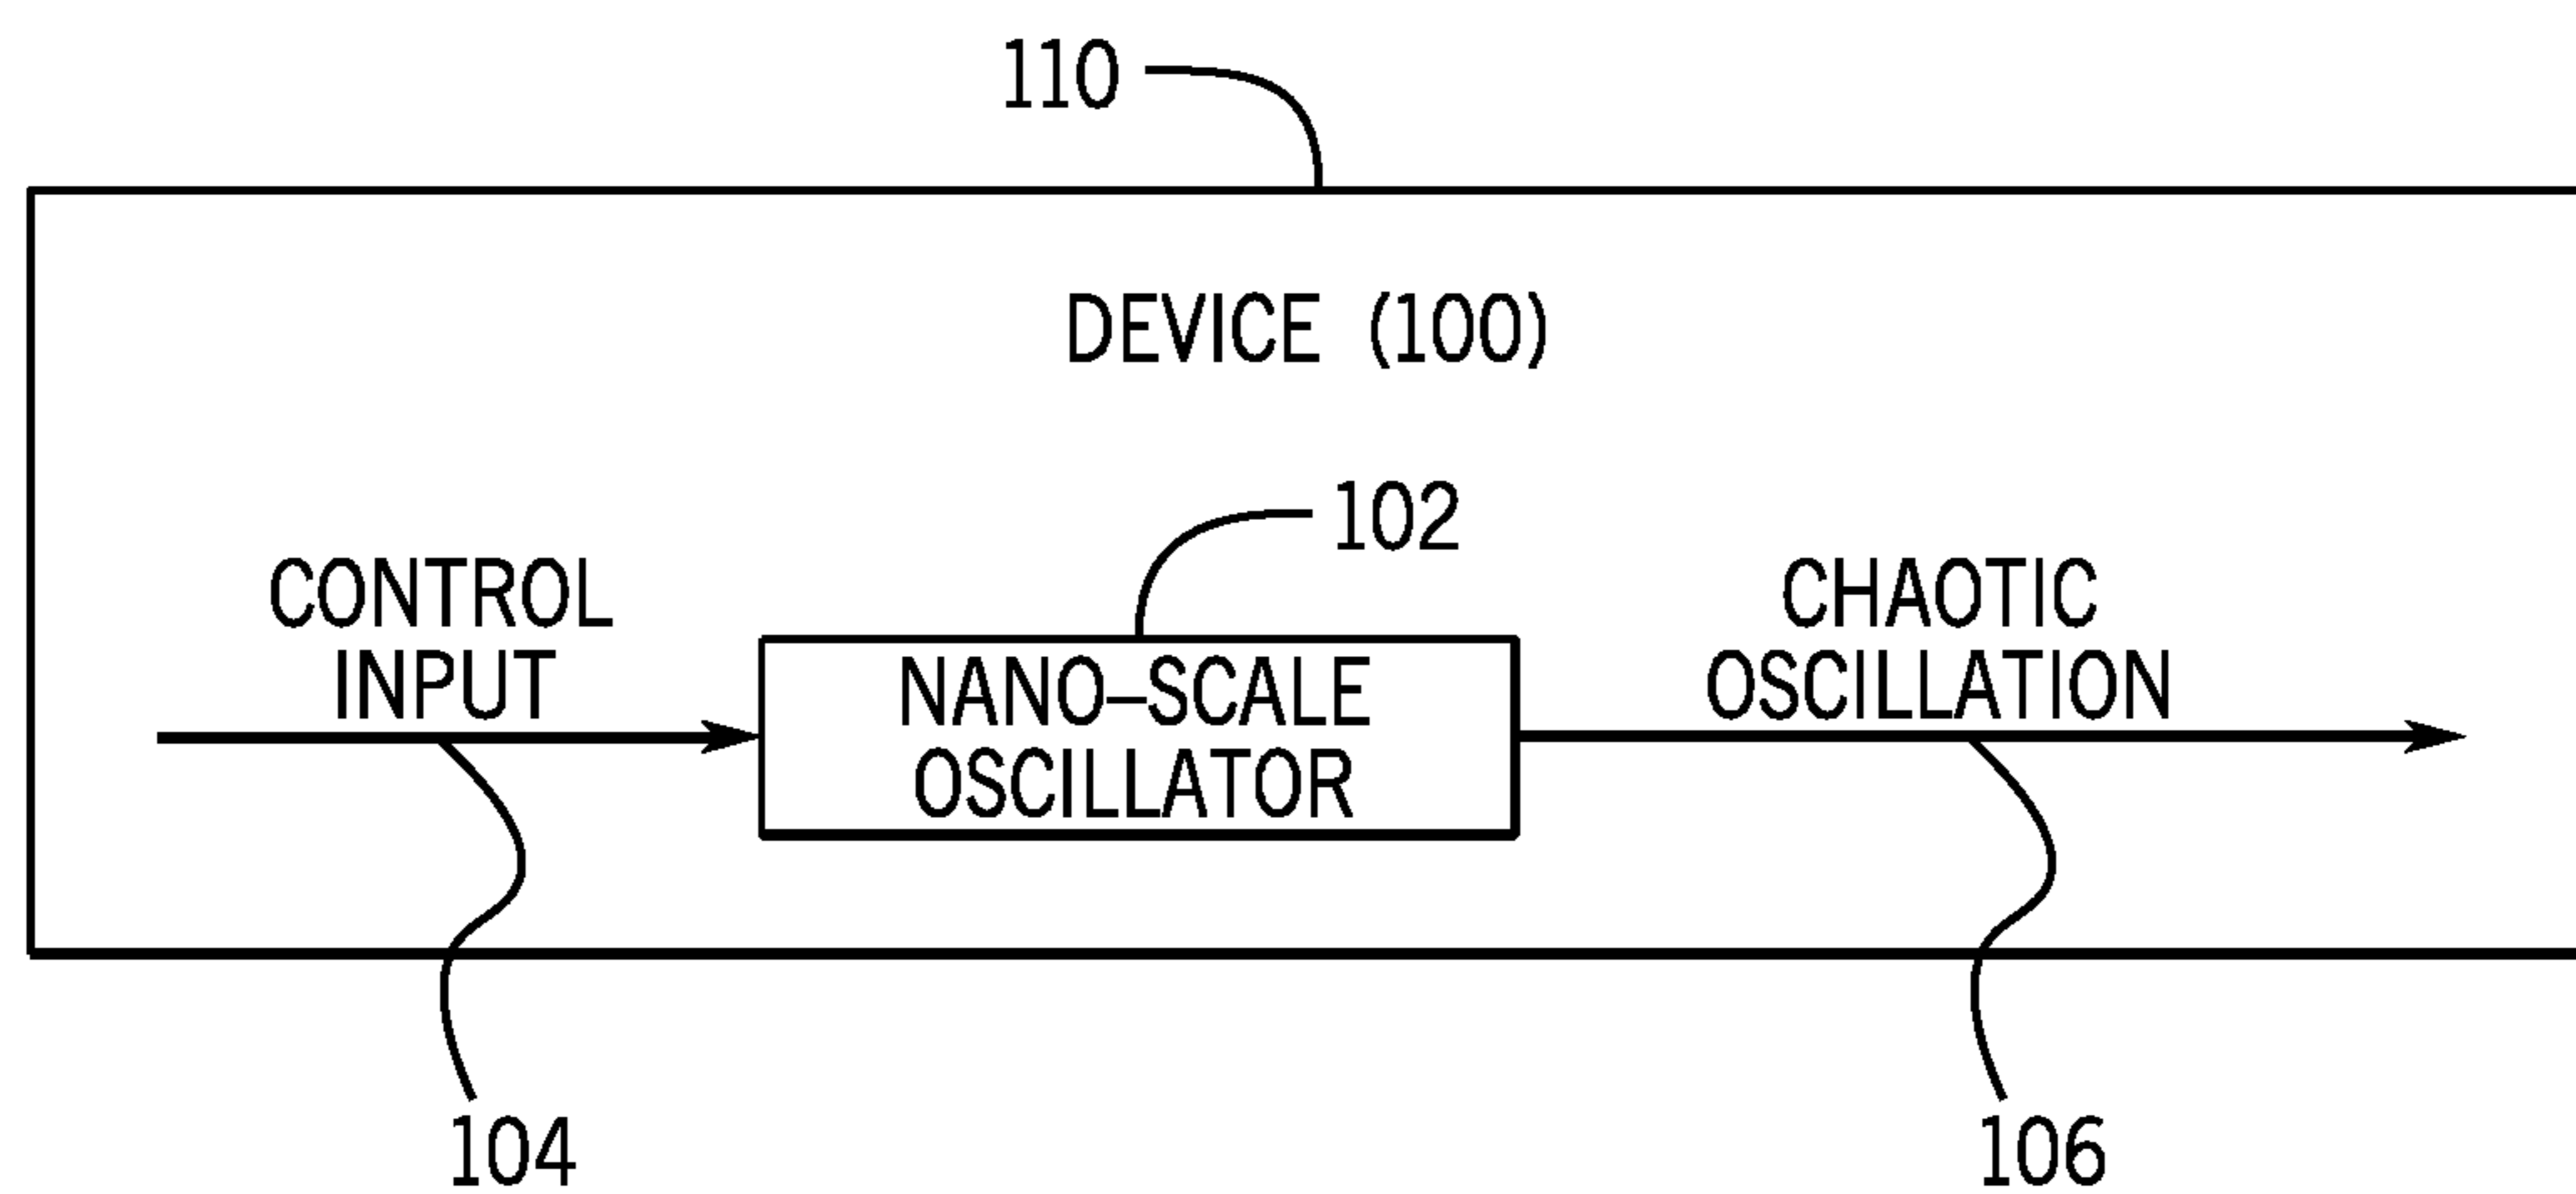 110
DEVICE (100)
102
CONTROL
INPUT
NANO–SCALE
OSCILLATOR
CHAOTIC
OSCILLATION
104
106